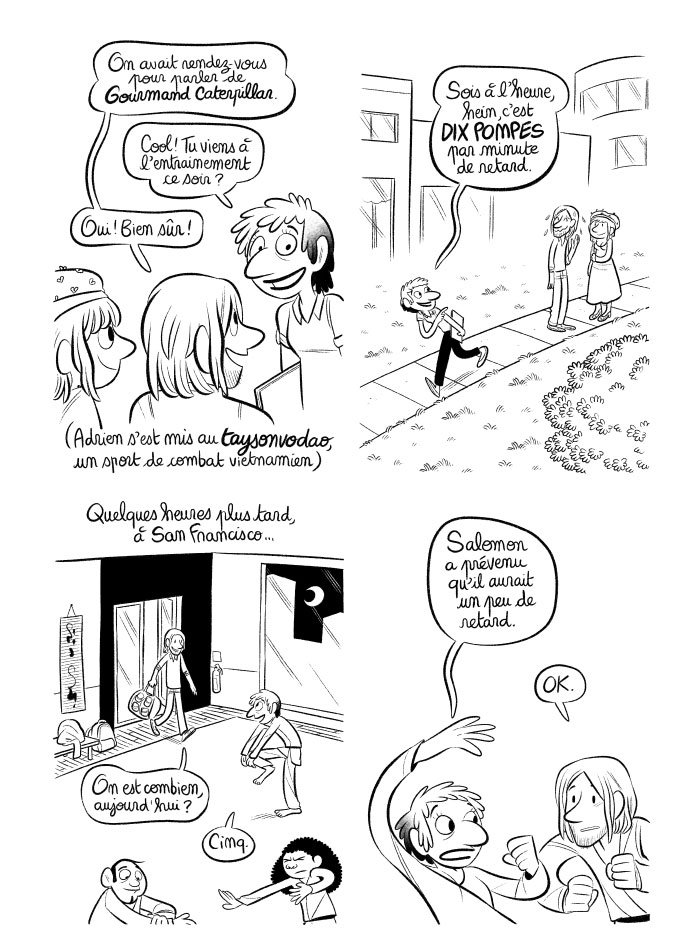 On avait rendez-vous
pour parler de
Gourmand Caterpillar.
Cool! Tu viens à
l'entrainement
ce soir ?
Oui! Bien sûr!
(Adrien s'est mis au taysonvodao,
un sport de combat vietnamien)
Sois à l'heure,
hein, c'est
DIX POMPES
par minute
de retard.
Quelques heures plus tard,
à San Francisco...
On est combien,
aujourd'hui ?
Cinq.
Salomon
a prévenu
qu'il aurait
un peu de
retard.
OK.